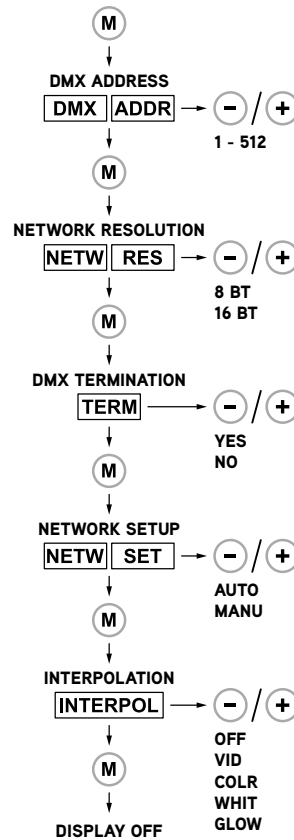 M
DMX ADDRESS
DMX ADDR − / +
1 - 512
M
NETWORK RESOLUTION
NETW RES − / +
8 BT
16 BT
M
DMX TERMINATION
TERM − / +
YES
NO
M
NETWORK SETUP
NETW SET − / +
AUTO
MANU
M
INTERPOLATION
INTERPOL − / +
OFF
VID
COLR
WHIT
GLOW
M
DISPLAY OFF